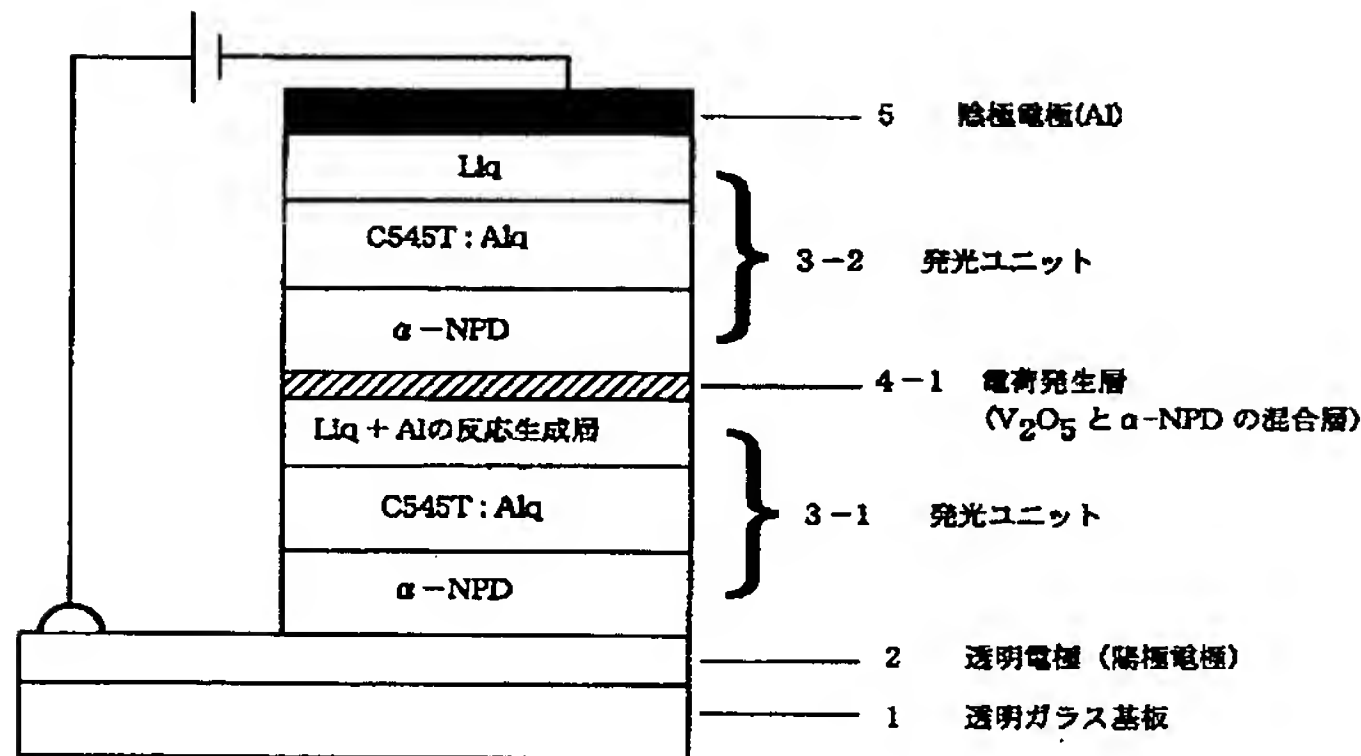 5 陰極電極(Al)
Liq
C545T : Alq
3-2 発光ユニット
α-NPD
4-1 電荷発生層
(V2O5 とα-NPD の混合層)
Liq + Alの反応生成層
C545T : Alq
3-1 発光ユニット
α-NPD
2 透明電極 (陽極電極)
1 透明ガラス基板